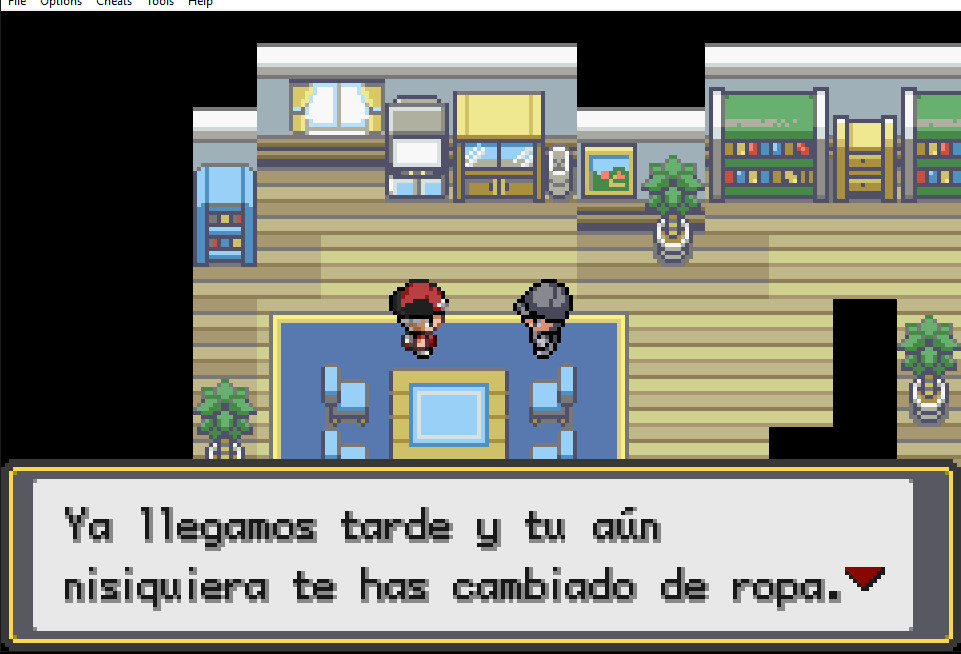 File Options Cheats Tools Help
Ya llegamos tarde y tu aún
nisiquiera te has cambiado de ropa.